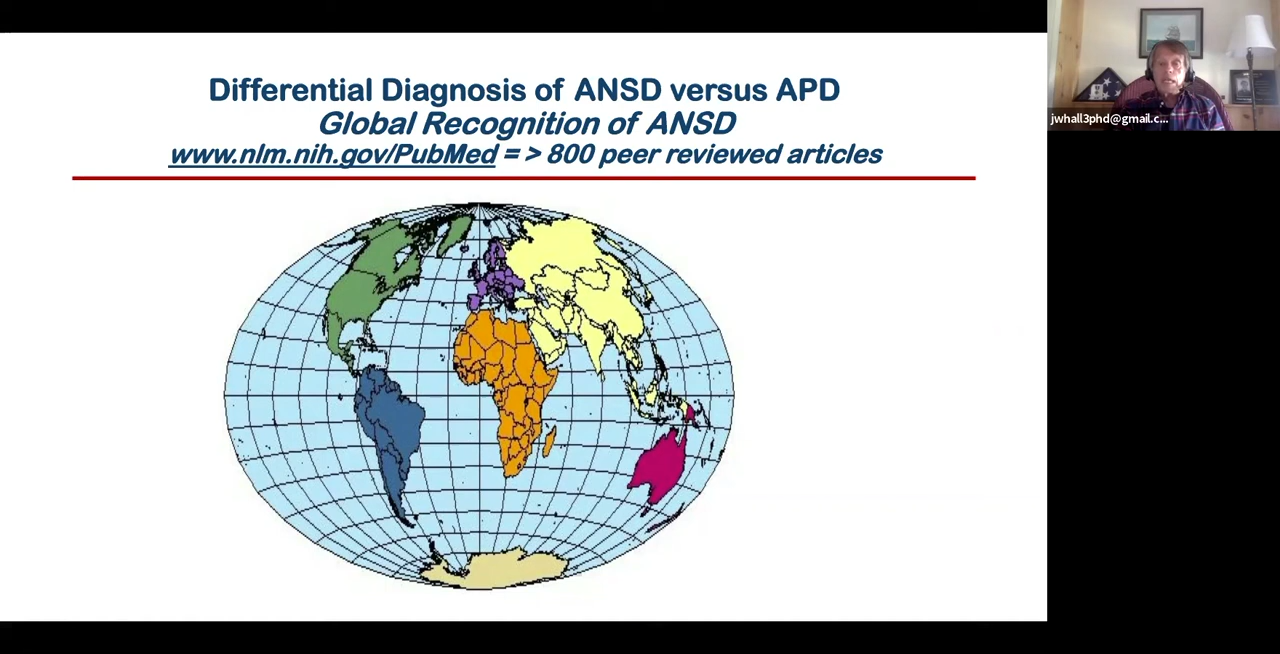 Differential Diagnosis of ANSD versus APD
Global Recognition of ANSD
www.nlm.nih.gov/PubMed = > 800 peer reviewed articles
jwhall3phd@gmail.c...